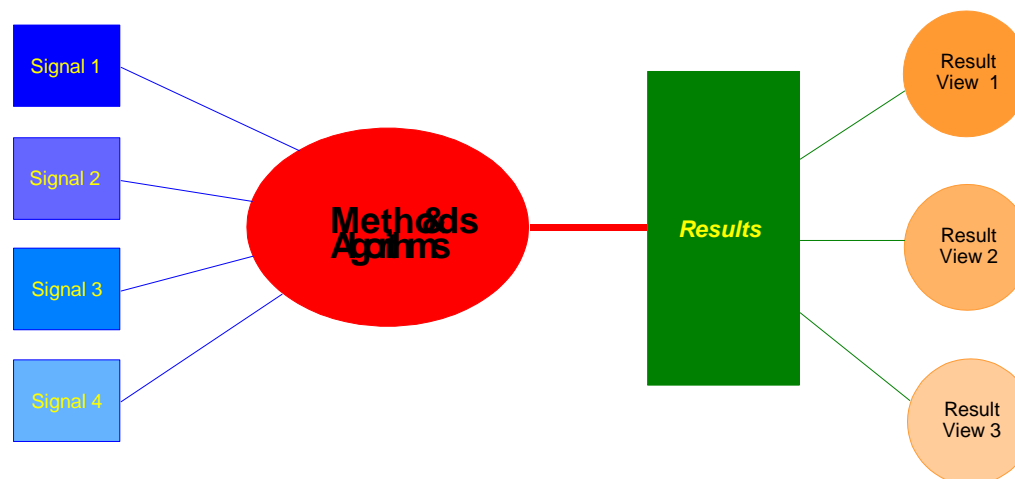 Signal 1
Signal 2
Signal 3
Signal 4
Methods &
Algorithms
Results
Result
View 1
Result
View 2
Result
View 3